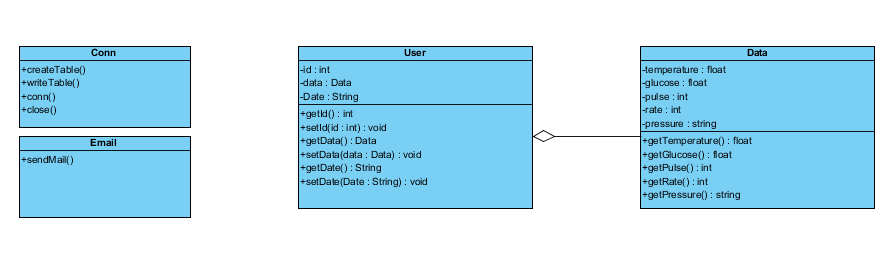 Conn
+createTable()
+writeTable()
+conn()
+close()
Email
+sendMail()
User
-id : int
-data : Data
-Date : String
+getId() : int
+setId(id : int) : void
+getData() : Data
+setData(data : Data) : void
+getDate() : String
+setDate(Date : String) : void
Data
-temperature : float
-glucose : float
-pulse : int
-rate : int
-pressure : string
+getTemperature() : float
+getGlucose() : float
+getPulse() : int
+getRate() : int
+getPressure() : string